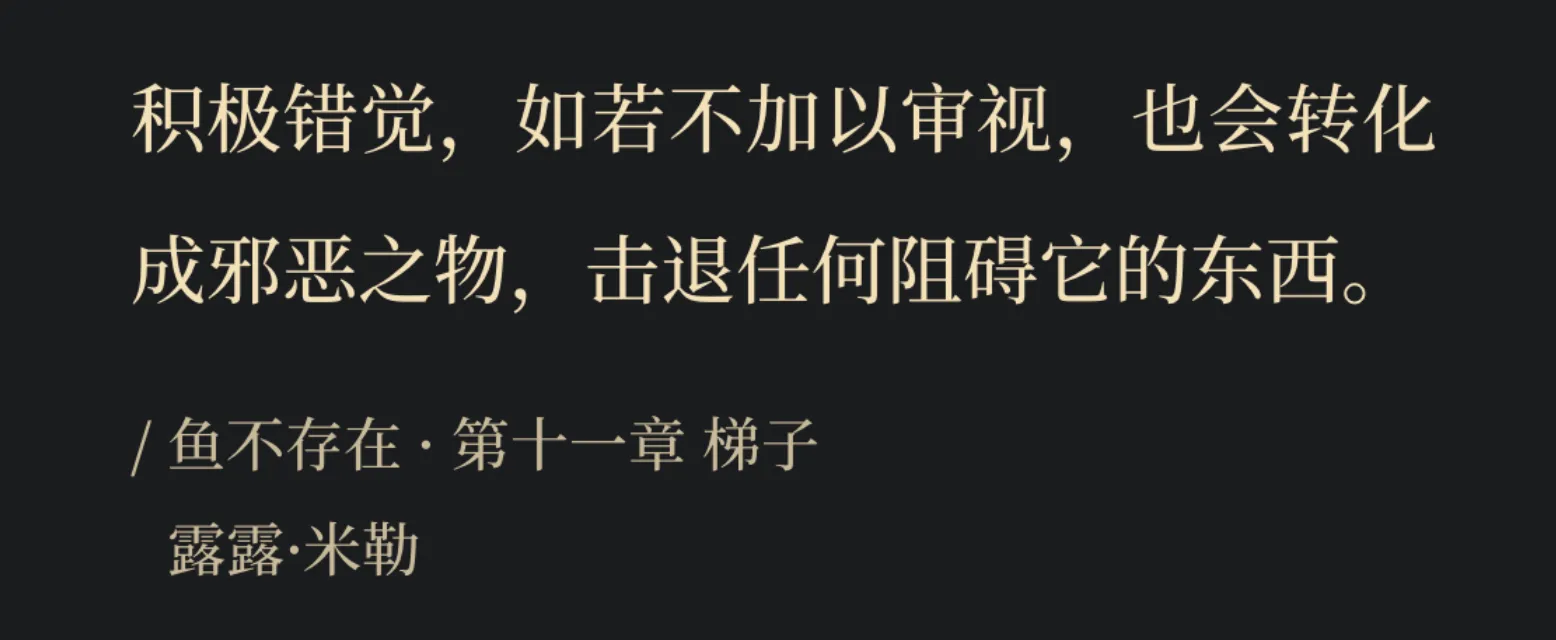 积极错觉，如若不加以审视，也会转化
成邪恶之物，击退任何阻碍它的东西。
/ 鱼不存在 · 第十一章 梯子
露露·米勒